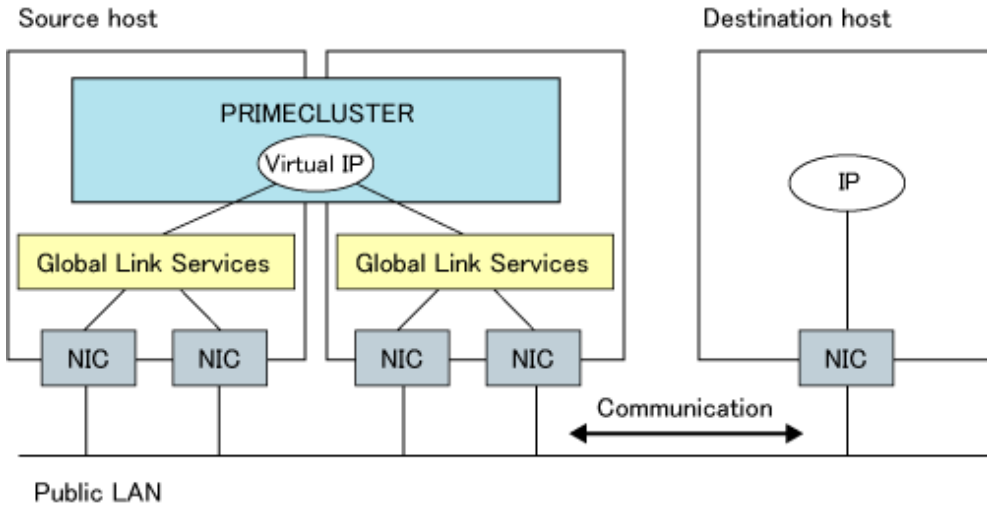 Source host
Destination host
PRIMECLUSTER
Virtual IP
IP
Global Link Services
Global Link Services
NIC
NIC
NIC
NIC
NIC
Communication
Public LAN